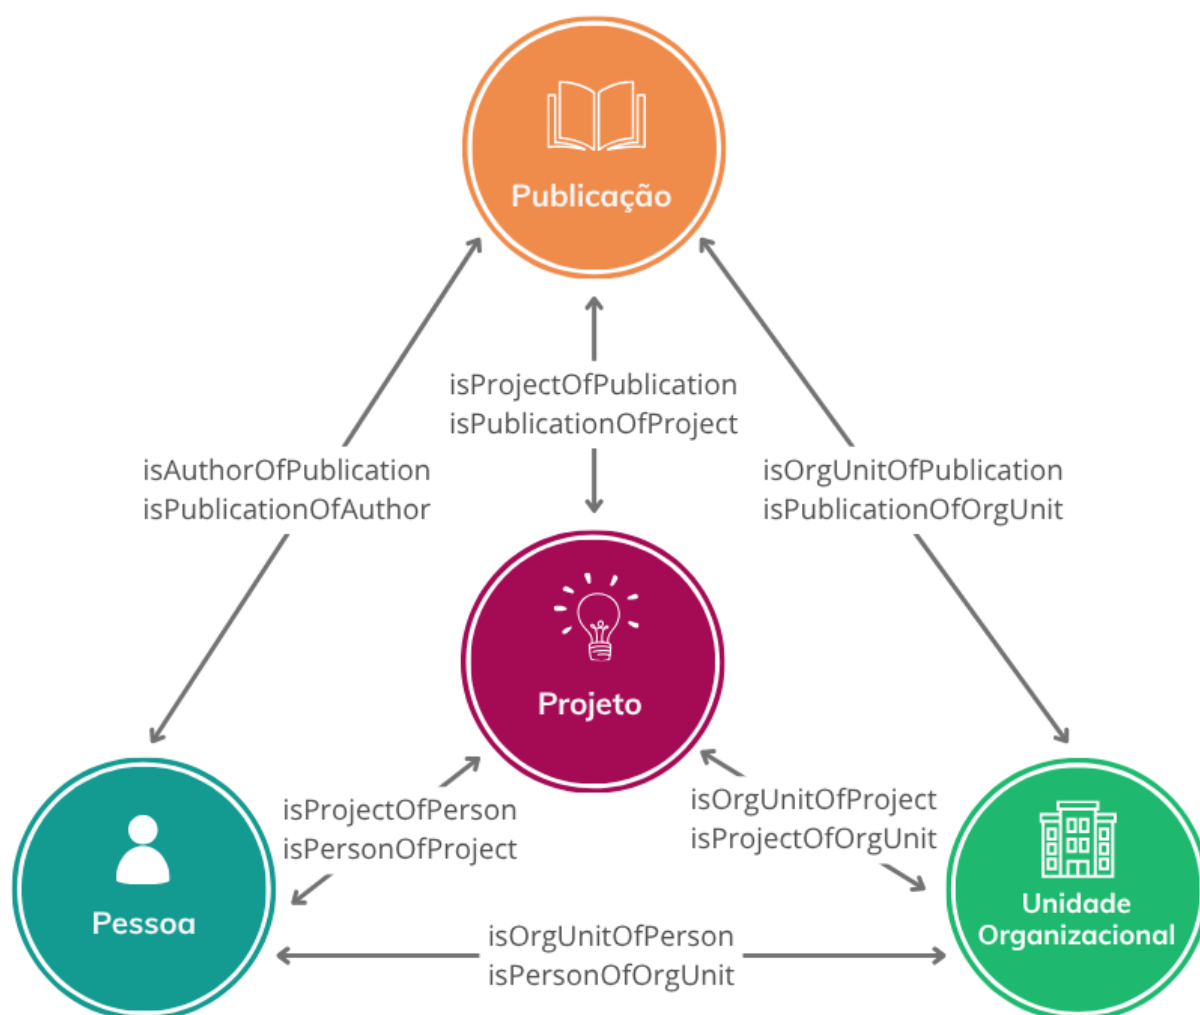 Publicação
isProjectOfPublication
isPublicationOfProject
isAuthorOfPublication
isPublicationOfAuthor
isOrgUnitOfPublication
isPublicationOfOrgUnit
Projeto
isProjectOfPerson
isPersonOfProject
isOrgUnitOfProject
isProjectOfOrgUnit
Pessoa
Unidade
Organizacional
isOrgUnitOfPerson
isPersonOfOrgUnit